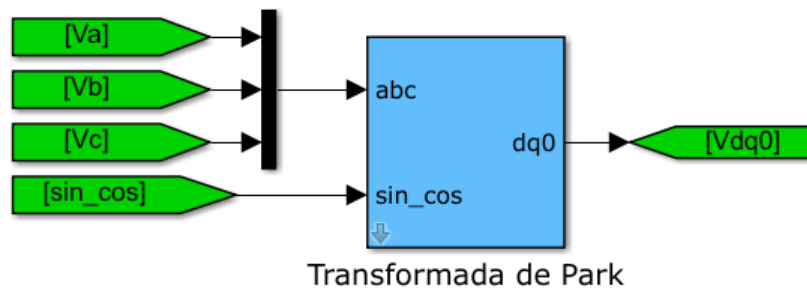 [Va]
[Vb]
[Vc]
[sin_cos]
abc
sin_cos
dq0
[Vdq0]
Transformada de Park